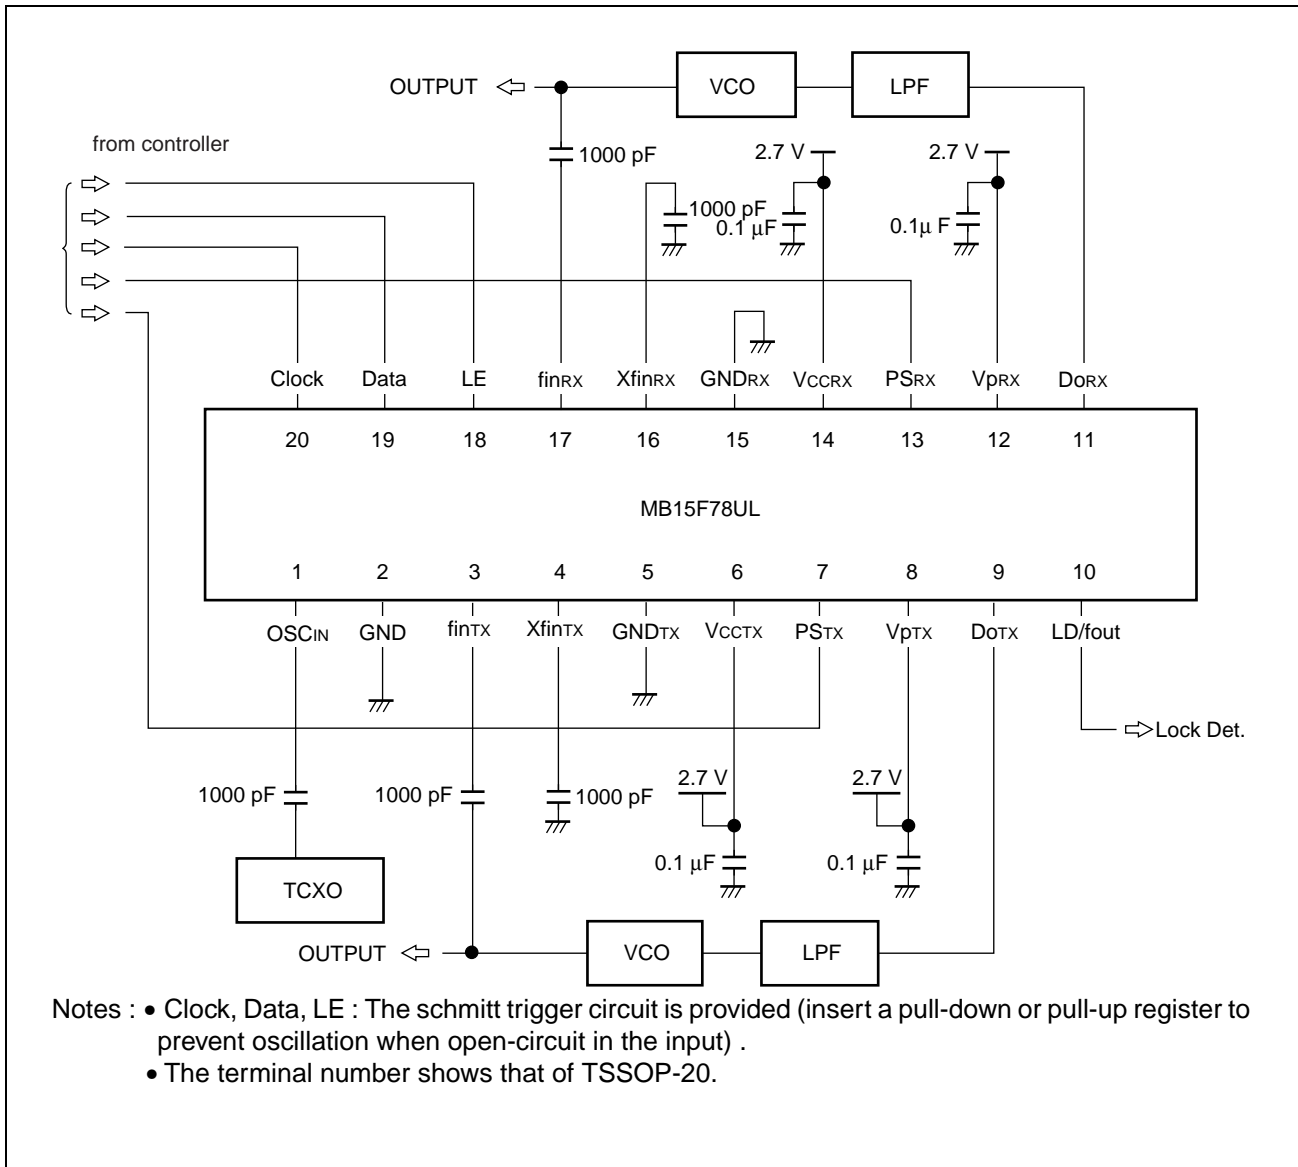 OUTPUT
VCO
LPF
from controller
1000 pF
2.7 V
2.7 V
1000 pF
0.1 μF
0.1μ F
Clock Data LE finRX XfinRX GNDRX VCCRX PSRX VpRX DoRX
20 19 18 17 16 15 14 13 12 11
MB15F78UL
1 2 3 4 5 6 7 8 9 10
OSCIN GND finTX XfinTX GNDTX VCCTX PSTX VpTX DoTX LD/fout
Lock Det.
1000 pF
1000 pF
1000 pF
2.7 V
2.7 V
0.1 μF
0.1 μF
TCXO
OUTPUT
VCO
LPF
Notes : • Clock, Data, LE : The schmitt trigger circuit is provided (insert a pull-down or pull-up register to
prevent oscillation when open-circuit in the input) .
• The terminal number shows that of TSSOP-20.